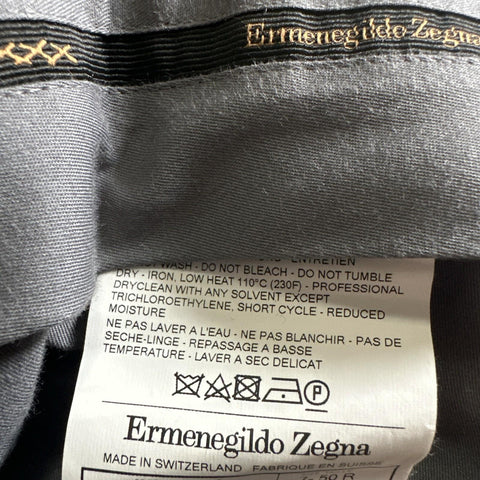 xxx
Ermenegildo Zegna
WASH - DO NOT BLEACH - DO NOT TUMBLE
DRY - IRON, LOW HEAT 110°C (230F) - PROFESSIONAL
DRYCLEAN WITH ANY SOLVENT EXCEPT
TRICHLOROETHYLENE, SHORT CYCLE - REDUCED
MOISTURE
NE PAS LAVER A L'EAU - NE PAS BLANCHIR - PAS DE
SECHE-LINGE - REPASSAGE A BASSE
TEMPERATURE - LAVER A SEC DELICAT
P
Ermenegildo Zegna
MADE IN SWITZERLAND FABRIQUE EN SUISSE
50 R